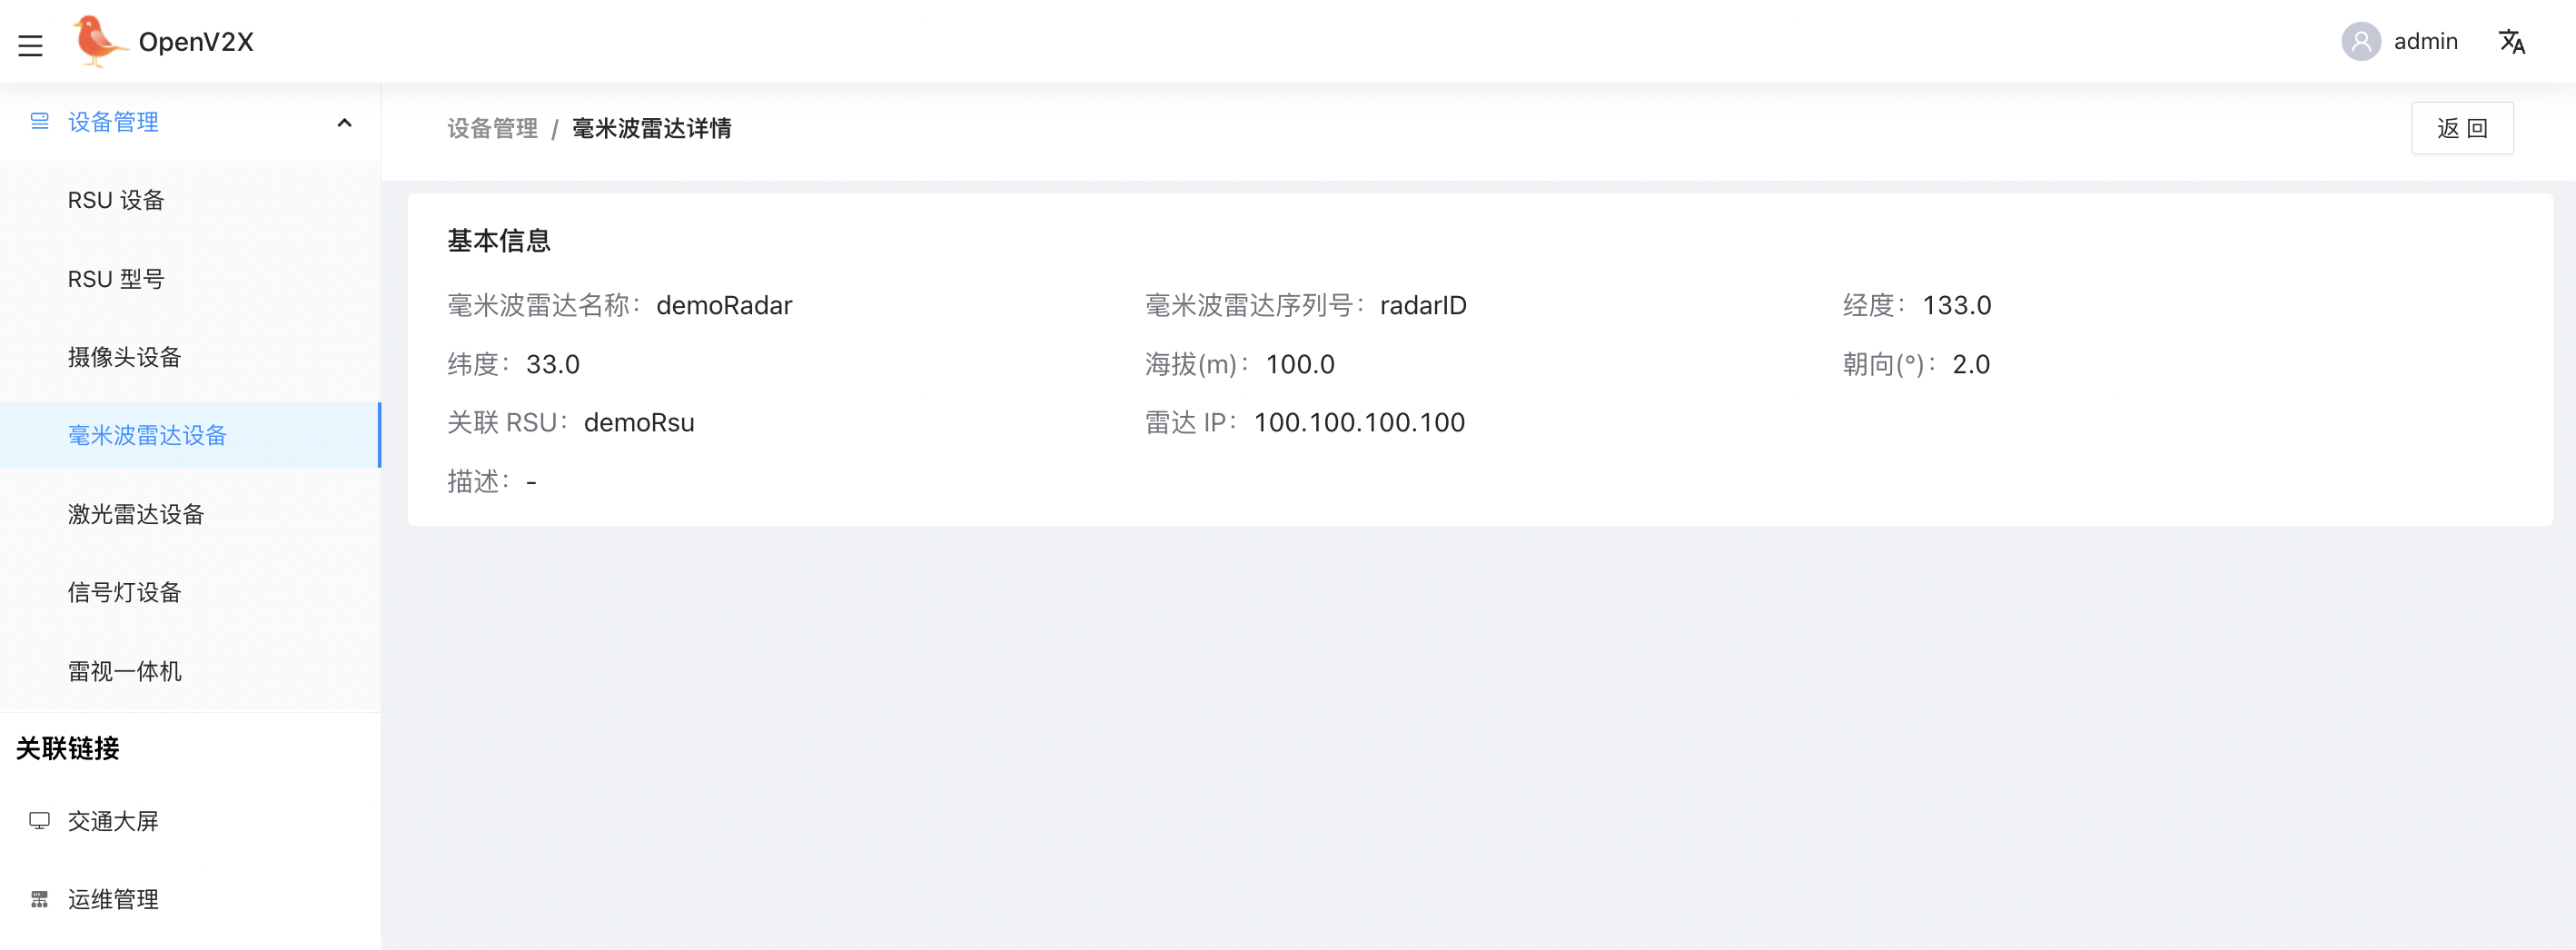 OpenV2X
admin
设备管理
RSU 设备
RSU 型号
摄像头设备
毫米波雷达设备
激光雷达设备
信号灯设备
雷视一体机
关联链接
交通大屏
运维管理
设备管理 / 毫米波雷达详情
返 回
基本信息
毫米波雷达名称： demoRadar
毫米波雷达序列号： radarID
经度： 133.0
纬度： 33.0
海拔(m)： 100.0
朝向(°)： 2.0
关联 RSU： demoRsu
雷达 IP： 100.100.100.100
描述： -